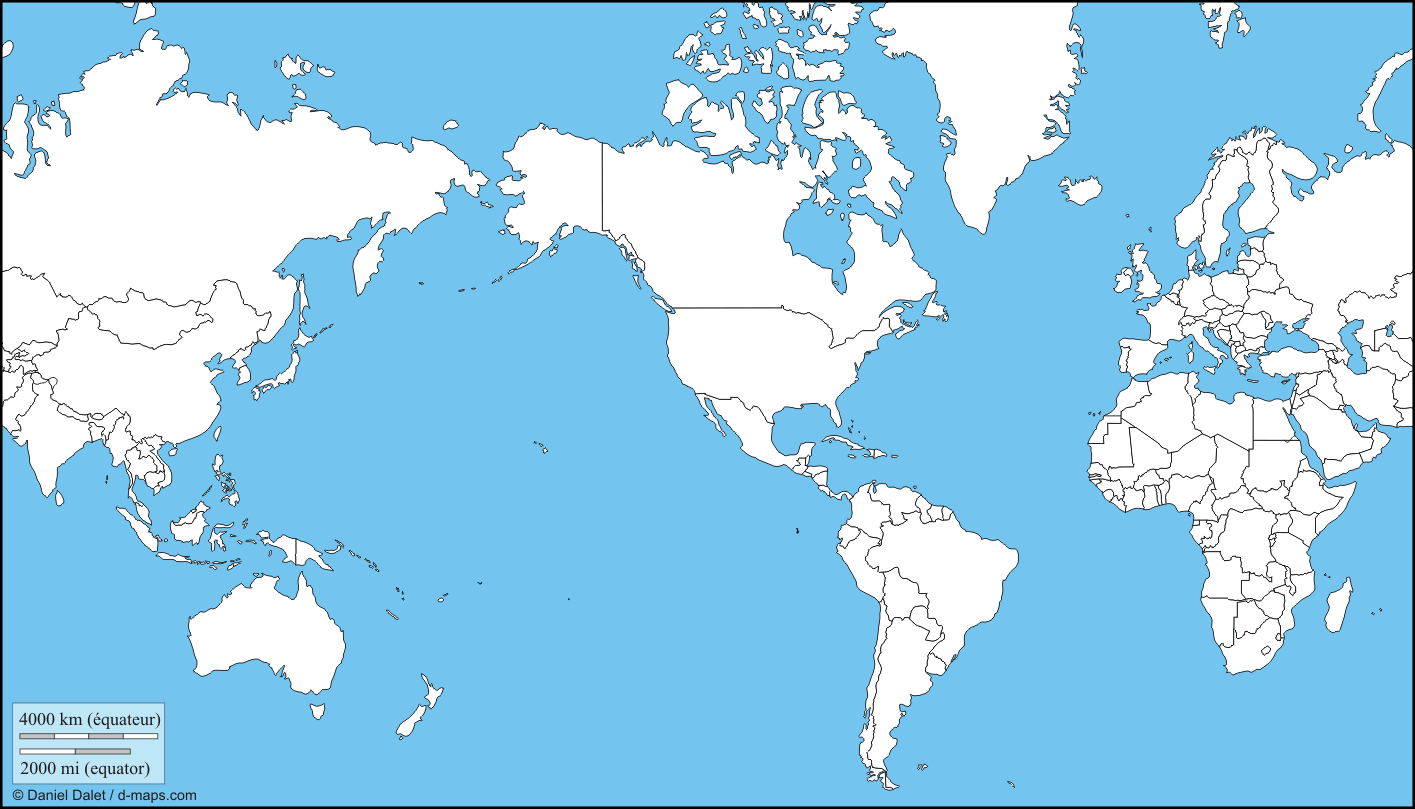 4000 km (équateur)
2000 mi (equator)
© Daniel Dalet / d-maps.com